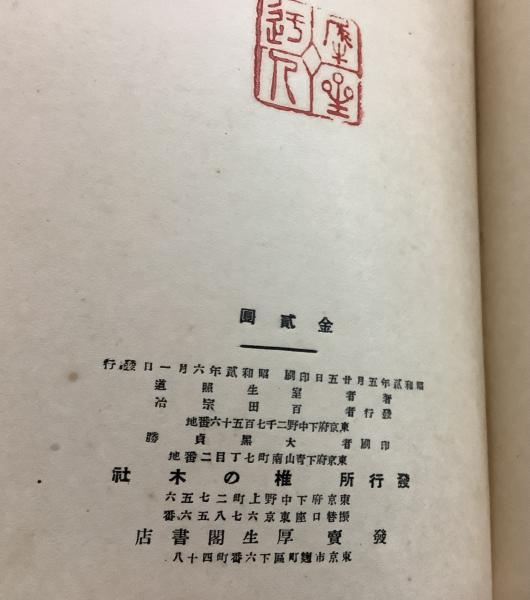 金貳圓
昭和貳年五月廿五日印刷 昭和貳年六月一日發行
著者 室生照道
發行者 百田宗治
東京府下中野二千七百五十六番地
印刷者 大黑貞勝
東京府下青山南町七丁目二番地
發行所 椎の木社
東京府下中野上町二七五六
振替口座東京六七八五六番
發賣 厚生閣書店
東京市麴町區下六番町四十八